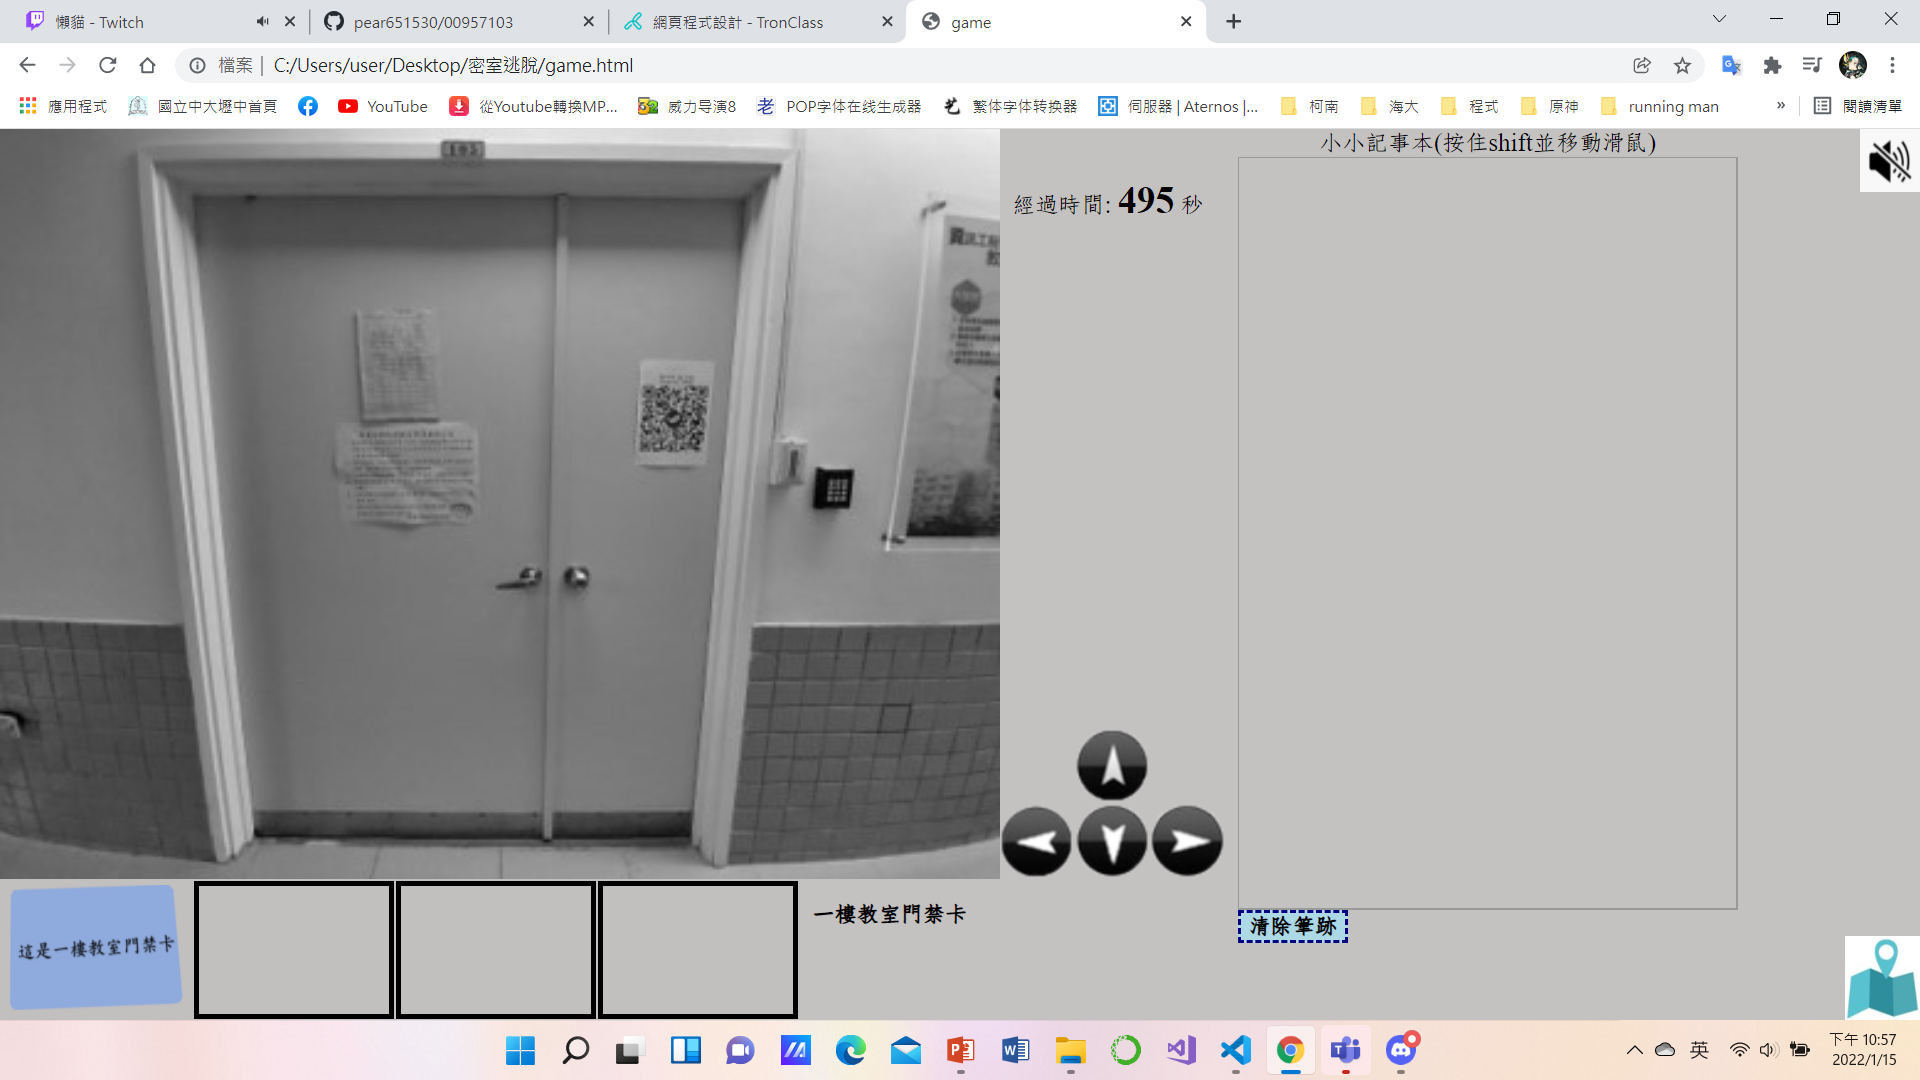 懶貓 - Twitch
pear651530/00957103
網頁程式設計 - TronClass
game
檔案 | C:/Users/user/Desktop/密室逃脫/game.html
應用程式
國立中大壢中首頁
YouTube
從Youtube轉換MP...
威力导演8
POP字体在线生成器
繁体字体转换器
伺服器 | Aternos |...
柯南
海大
程式
原神
running man
»
閱讀清單
105
小小記事本(按住shift並移動滑鼠)
經過時間: 495 秒
這是一樓教室門禁卡
一樓教室門禁卡
清除筆跡
英
下午 10:57
2022/1/15